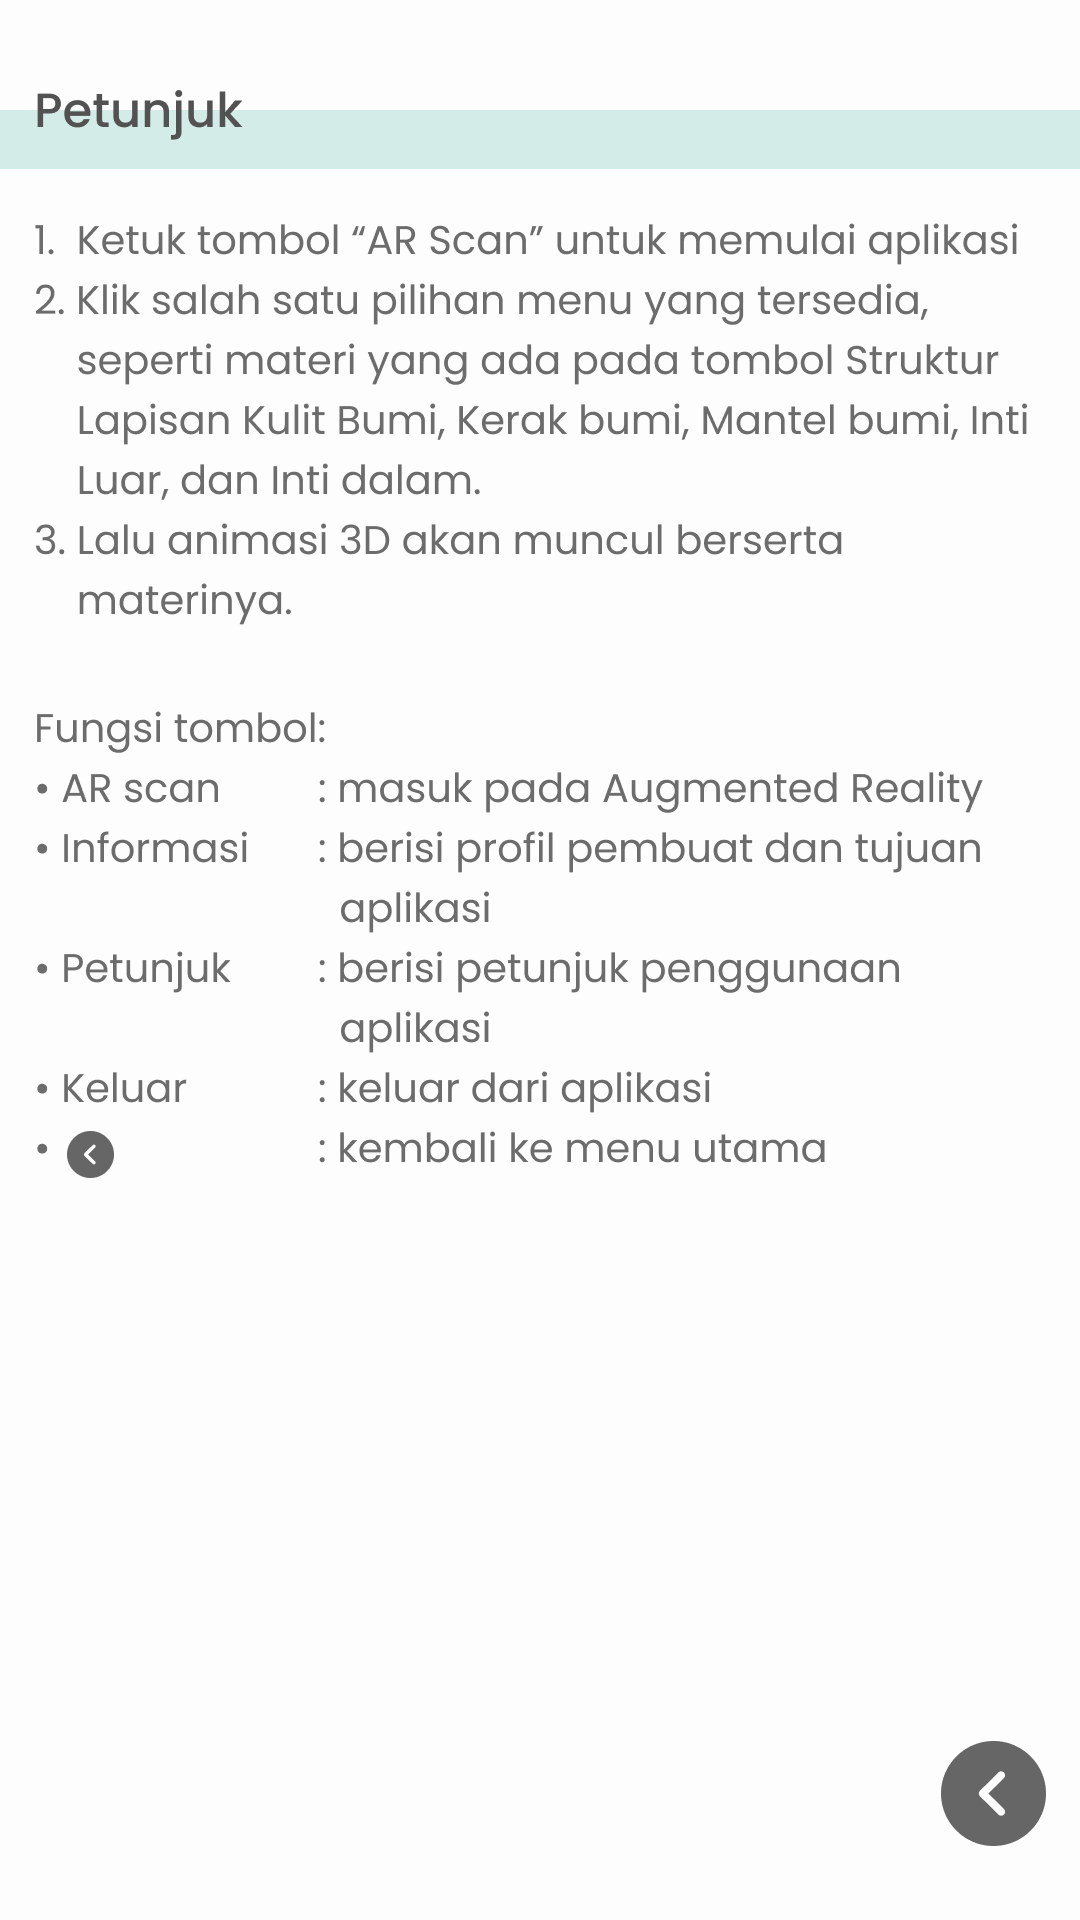 Petunjuk
1. Ketuk tombol “AR Scan” untuk memulai aplikasi
2. Klik salah satu pilihan menu yang tersedia,
seperti materi yang ada pada tombol Struktur
Lapisan Kulit Bumi, Kerak bumi, Mantel bumi, Inti
Luar, dan Inti dalam.
3. Lalu animasi 3D akan muncul berserta
materinya.
Fungsi tombol:
• AR scan : masuk pada Augmented Reality
• Informasi : berisi profil pembuat dan tujuan
aplikasi
• Petunjuk : berisi petunjuk penggunaan
aplikasi
• Keluar : keluar dari aplikasi
• : kembali ke menu utama